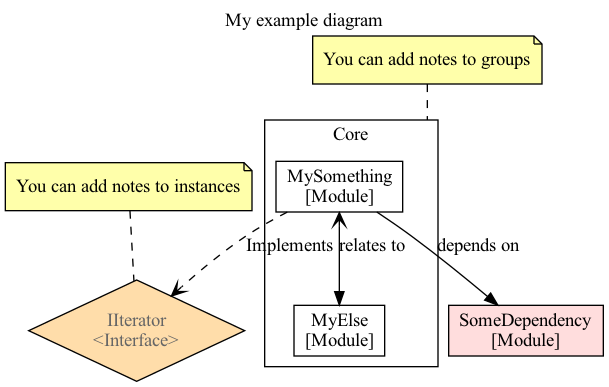 My example diagram
You can add notes to groups
Core
MySomething
[Module]
You can add notes to instances
Implements
relates to
depends on
IIterator
<Interface>
MyElse
[Module]
SomeDependency
[Module]